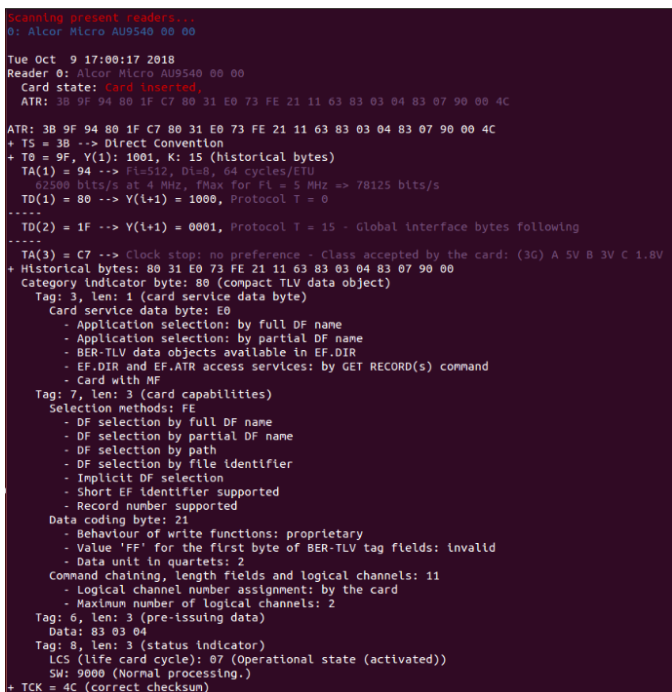 Scanning present readers...
0: Alcor Micro AU9540 00 00
Tue Oct  9 17:00:17 2018
Reader 0: Alcor Micro AU9540 00 00
Card state: Card inserted,
ATR: 3B 9F 94 80 1F C7 80 31 E0 73 FE 21 11 63 83 03 04 83 07 90 00 4C
ATR: 3B 9F 94 80 1F C7 80 31 E0 73 FE 21 11 63 83 03 04 83 07 90 00 4C
+ TS = 3B --> Direct Convention
+ T0 = 9F, Y(1): 1001, K: 15 (historical bytes)
TA(1) = 94 --> Fi=512, Di=8, 64 cycles/ETU
62500 bits/s at 4 MHz, fMax for Fi = 5 MHz => 78125 bits/s
TD(1) = 80 --> Y(i+1) = 1000, Protocol T = 0
-----
TD(2) = 1F --> Y(i+1) = 0001, Protocol T = 15 - Global interface bytes following
-----
TA(3) = C7 --> Clock stop: no preference - Class accepted by the card: (3G) A 5V B 3V C 1.8V
+ Historical bytes: 80 31 E0 73 FE 21 11 63 83 03 04 83 07 90 00
Category indicator byte: 80 (compact TLV data object)
Tag: 3, len: 1 (card service data byte)
Card service data byte: E0
- Application selection: by full DF name
- Application selection: by partial DF name
- BER-TLV data objects available in EF.DIR
- EF.DIR and EF.ATR access services: by GET RECORD(s) command
- Card with MF
Tag: 7, len: 3 (card capabilities)
Selection methods: FE
- DF selection by full DF name
- DF selection by partial DF name
- DF selection by path
- DF selection by file identifier
- Implicit DF selection
- Short EF identifier supported
- Record number supported
Data coding byte: 21
- Behaviour of write functions: proprietary
- Value 'FF' for the first byte of BER-TLV tag fields: invalid
- Data unit in quartets: 2
Command chaining, length fields and logical channels: 11
- Logical channel number assignment: by the card
- Maximum number of logical channels: 2
Tag: 6, len: 3 (pre-issuing data)
Data: 83 03 04
Tag: 8, len: 3 (status indicator)
LCS (life card cycle): 07 (Operational state (activated))
SW: 9000 (Normal processing.)
+ TCK = 4C (correct checksum)